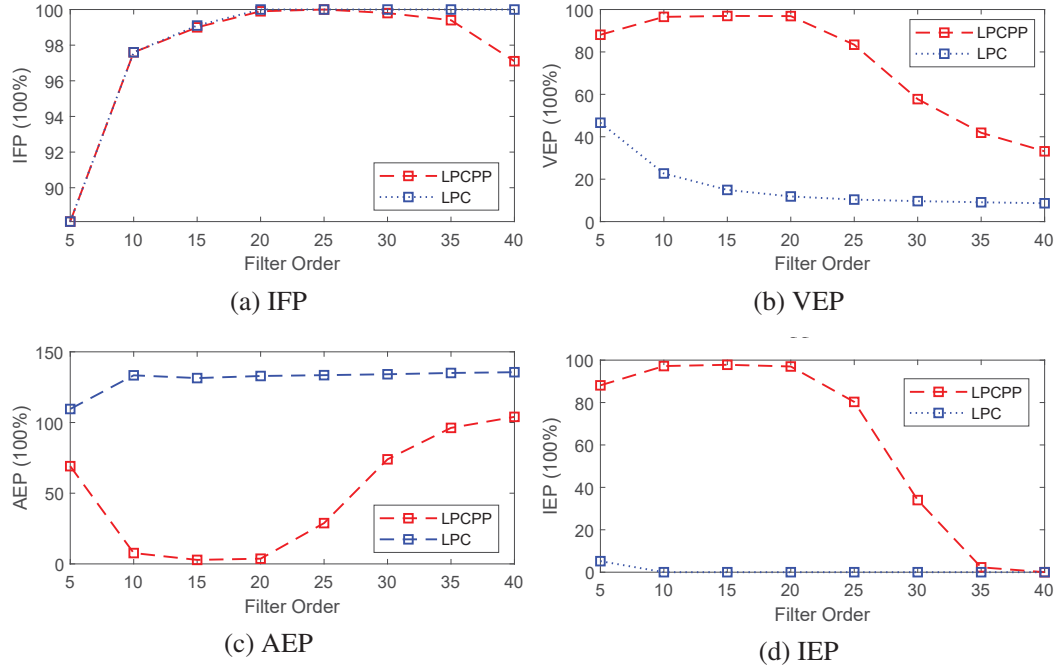 100
98
96
94
92
90
IFP (100%)
LPCPP
LPC
5 10 15 20 25 30 35 40
Filter Order
(a) IFP
100
80
60
40
20
0
VEP (100%)
LPCPP
LPC
5 10 15 20 25 30 35 40
Filter Order
(b) VEP
150
100
50
0
AEP (100%)
LPCPP
LPC
5 10 15 20 25 30 35 40
Filter Order
(c) AEP
100
80
60
40
20
0
IEP (100%)
LPCPP
LPC
5 10 15 20 25 30 35 40
Filter Order
(d) IEP